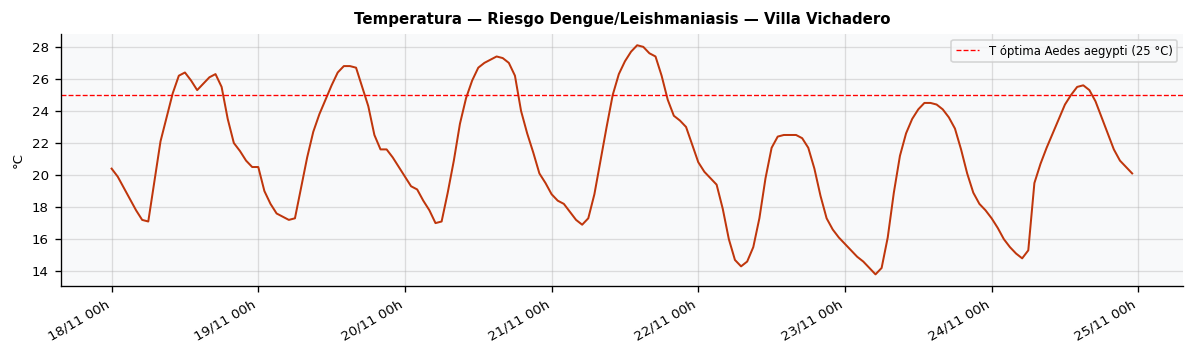 Temperatura — Riesgo Dengue/Leishmaniasis — Villa Vichadero
T óptima Aedes aegypti (25 °C)
°C
28
26
24
22
20
18
16
14
18/11 00h
19/11 00h
20/11 00h
21/11 00h
22/11 00h
23/11 00h
24/11 00h
25/11 00h